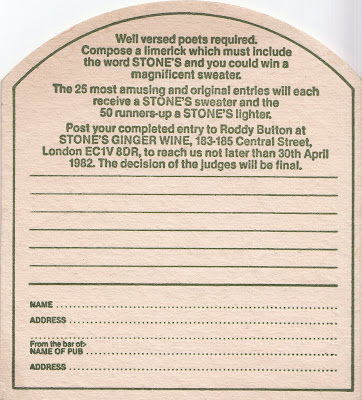 Well versed poets required.
Compose a limerick which must include
the word STONE'S and you could win a
magnificent sweater.
The 25 most amusing and original entries will each
receive a STONE'S sweater and the
50 runners-up a STONE'S lighter.
Post your completed entry to Roddy Button at
STONE'S GINGER WINE, 183-185 Central Street,
London EC1V 8DR, to reach us not later than 30th April
1982. The decision of the judges will be final.
NAME
ADDRESS
From the bar of:-
NAME OF PUB
ADDRESS